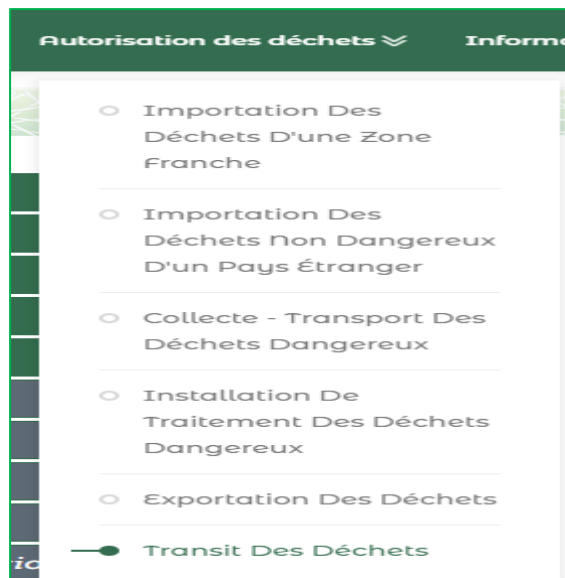 Autorisation des déchets
Importation Des
Déchets D'une Zone
Franche
Importation Des
Déchets Non Dangereux
D'un Pays Étranger
Collecte - Transport Des
Déchets Dangereux
Installation De
Traitement Des Déchets
Dangereux
Exportation Des Déchets
Transit Des Déchets